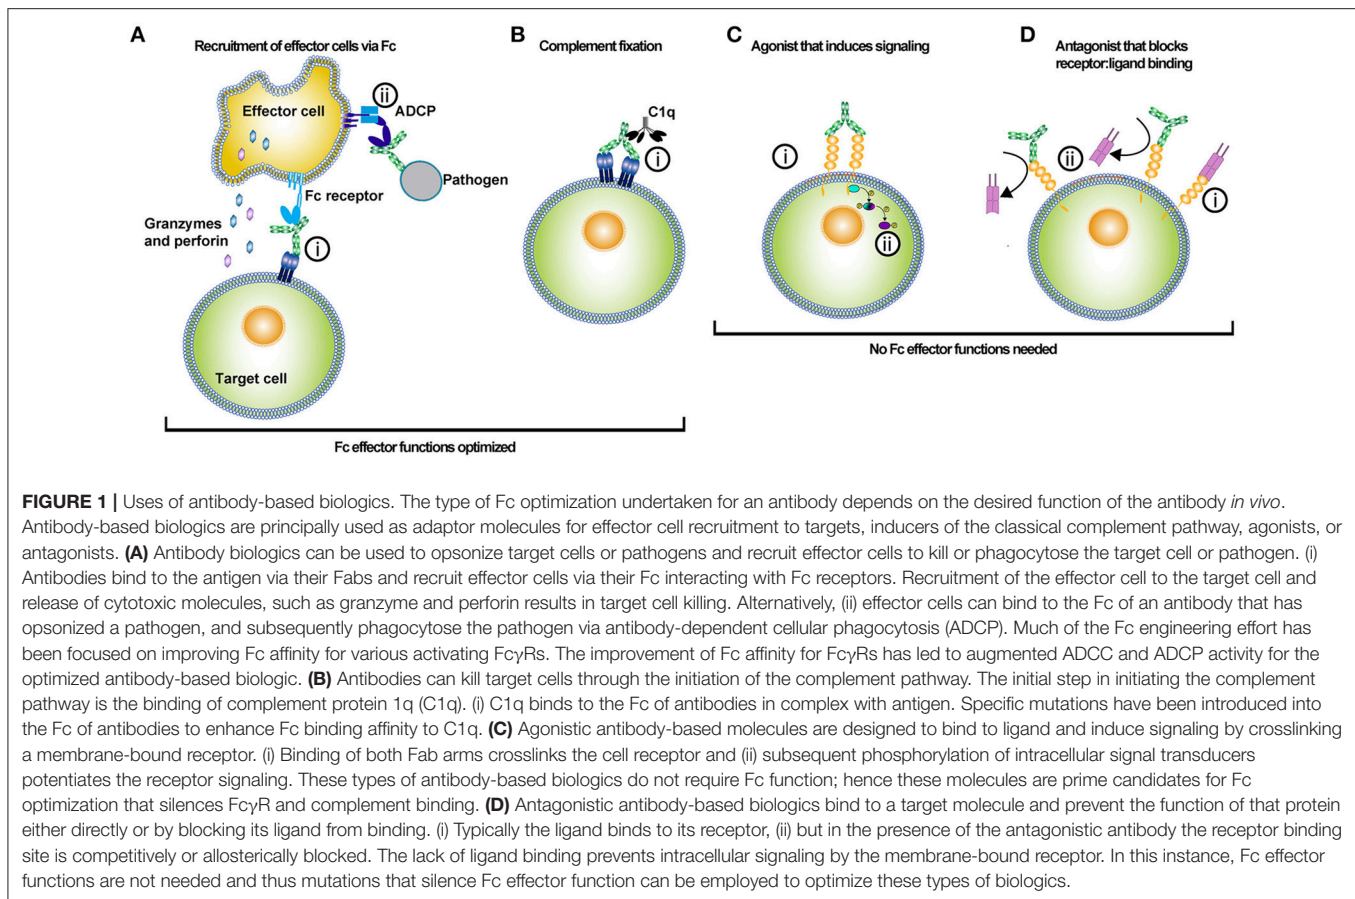 A
Recruitment of effector cells via Fc
B
Complement fixation
C
Agonist that induces signaling
D
Antagonist that blocks
receptor:ligand binding
Effector cell
ii
ADCP
Pathogen
Fc receptor
Granzymes
and perforin
i
Target cell
C1q
i
i
P
P
P
ii
ii
i
Fc effector functions optimized
No Fc effector functions needed
FIGURE 1 | Uses of antibody-based biologics. The type of Fc optimization undertaken for an antibody depends on the desired function of the antibody in vivo.
Antibody-based biologics are principally used as adaptor molecules for effector cell recruitment to targets, inducers of the classical complement pathway, agonists, or
antagonists. (A) Antibody biologics can be used to opsonize target cells or pathogens and recruit effector cells to kill or phagocytose the target cell or pathogen. (i)
Antibodies bind to the antigen via their Fabs and recruit effector cells via their Fc interacting with Fc receptors. Recruitment of the effector cell to the target cell and
release of cytotoxic molecules, such as granzyme and perforin results in target cell killing. Alternatively, (ii) effector cells can bind to the Fc of an antibody that has
opsonized a pathogen, and subsequently phagocytose the pathogen via antibody-dependent cellular phagocytosis (ADCP). Much of the Fc engineering effort has
been focused on improving Fc affinity for various activating FcγRs. The improvement of Fc affinity for FcγRs has led to augmented ADCC and ADCP activity for the
optimized antibody-based biologic. (B) Antibodies can kill target cells through the initiation of the complement pathway. The initial step in initiating the complement
pathway is the binding of complement protein 1q (C1q). (i) C1q binds to the Fc of antibodies in complex with antigen. Specific mutations have been introduced into
the Fc of antibodies to enhance Fc binding affinity to C1q. (C) Agonistic antibody-based molecules are designed to bind to ligand and induce signaling by crosslinking
a membrane-bound receptor. (i) Binding of both Fab arms crosslinks the cell receptor and (ii) subsequent phosphorylation of intracellular signal transducers
potentiates the receptor signaling. These types of antibody-based biologics do not require Fc function; hence these molecules are prime candidates for Fc
optimization that silences FcγR and complement binding. (D) Antagonistic antibody-based biologics bind to a target molecule and prevent the function of that protein
either directly or by blocking its ligand from binding. (i) Typically the ligand binds to its receptor, (ii) but in the presence of the antagonistic antibody the receptor binding
site is competitively or allosterically blocked. The lack of ligand binding prevents intracellular signaling by the membrane-bound receptor. In this instance, Fc effector
functions are not needed and thus mutations that silence Fc effector function can be employed to optimize these types of biologics.